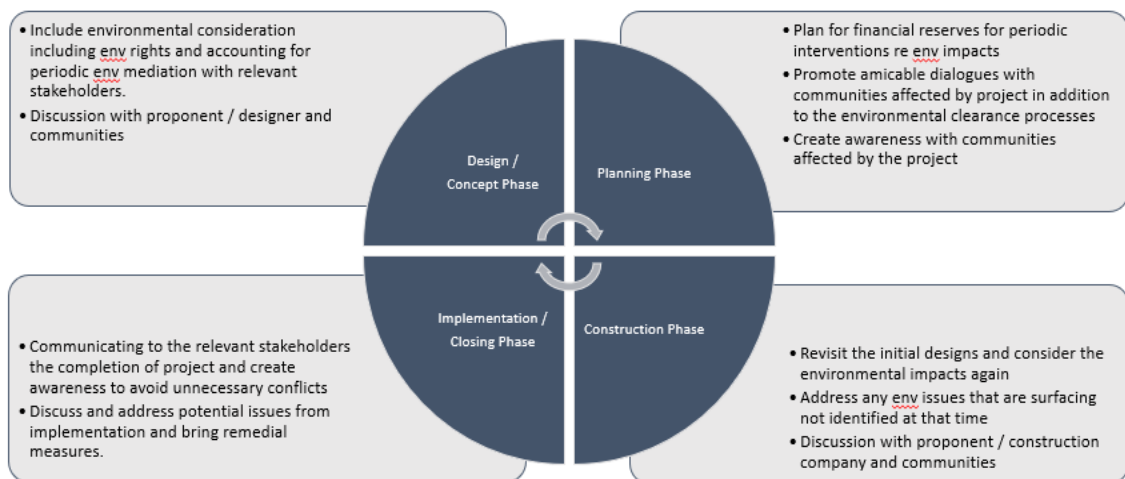 • Include environmental consideration
including env rights and accounting for
periodic env mediation with relevant
stakeholders.
• Discussion with proponent / designer and
communities
• Plan for financial reserves for periodic
interventions re env impacts
• Promote amicable dialogues with
communities affected by project in addition
to the environmental clearance processes
• Create awareness with communities
affected by the project
Design /
Concept Phase
Planning Phase
Implementation /
Closing Phase
Construction Phase
• Communicating to the relevant stakeholders
the completion of project and create
awareness to avoid unnecessary conflicts
• Discuss and address potential issues from
implementation and bring remedial
measures.
• Revisit the initial designs and consider the
environmental impacts again
• Address any env issues that are surfacing
not identified at that time
• Discussion with proponent / construction
company and communities